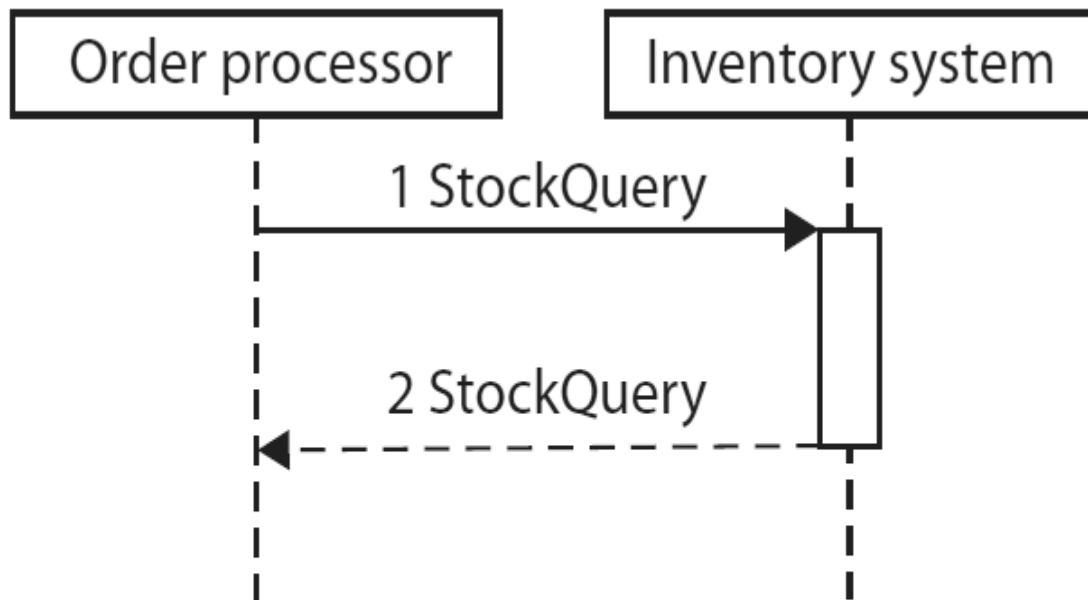 Order processor
Inventory system
1 StockQuery
2 StockQuery